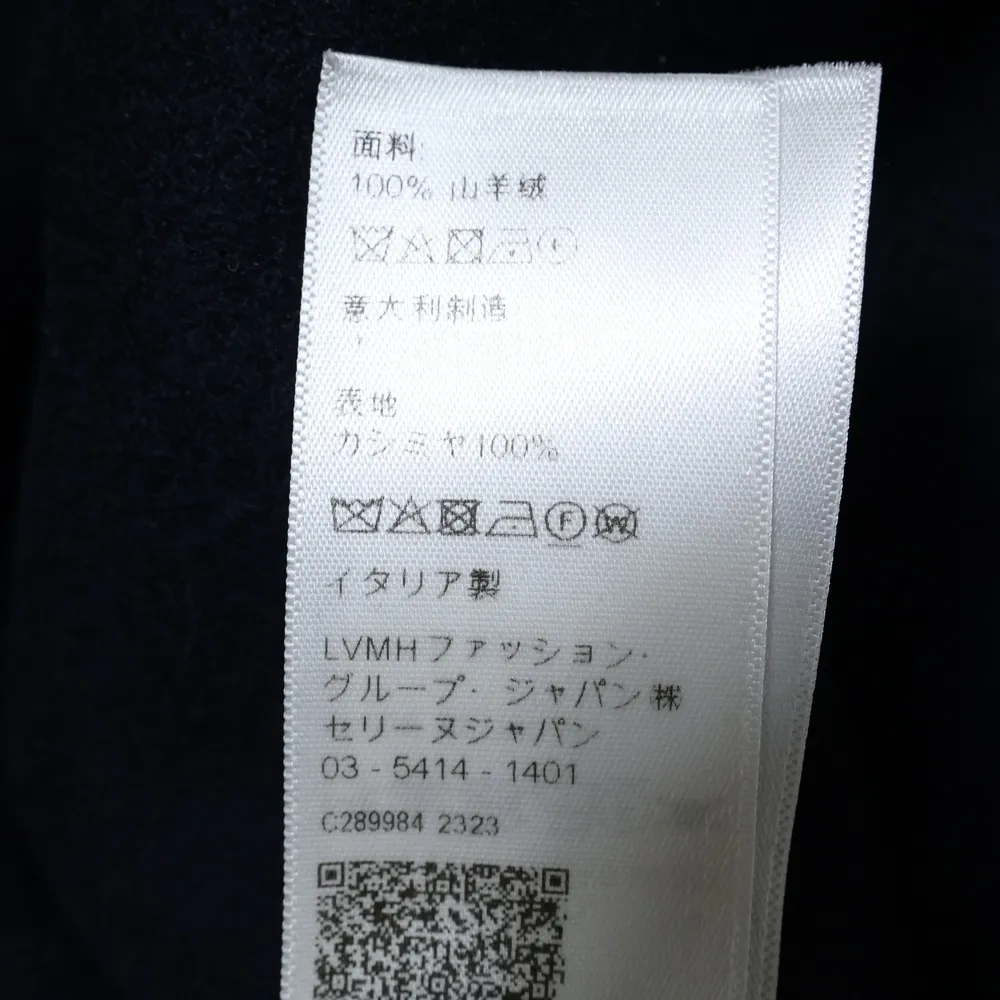 面料:
100% 山羊绒
意大利制造
表地
カシミヤ100%
F W
イタリア製
LVMHファッション·
グループ· ジャパン㈱
セリーヌジャパン
03 - 5414 - 1401
C289984 2323